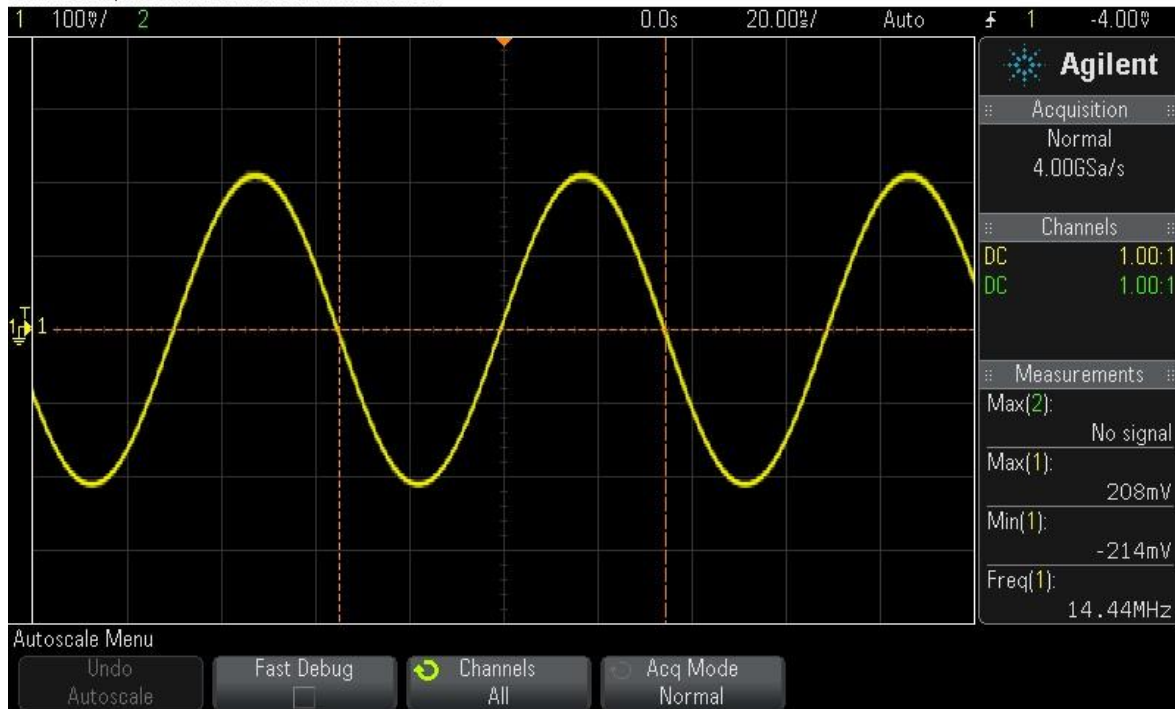 1 100mV/ 2 0.0s 20.00ns/ Auto 1 -4.00V
Agilent
Acquisition
Normal
4.00GSa/s
Channels
DC 1.00:1
DC 1.00:1
T
1 1
Measurements
Max(2):
No signal
Max(1):
208mV
Min(1):
-214mV
Freq(1):
14.44MHz
Autoscale Menu
Undo
Autoscale
Fast Debug
Channels
All
Acq Mode
Normal